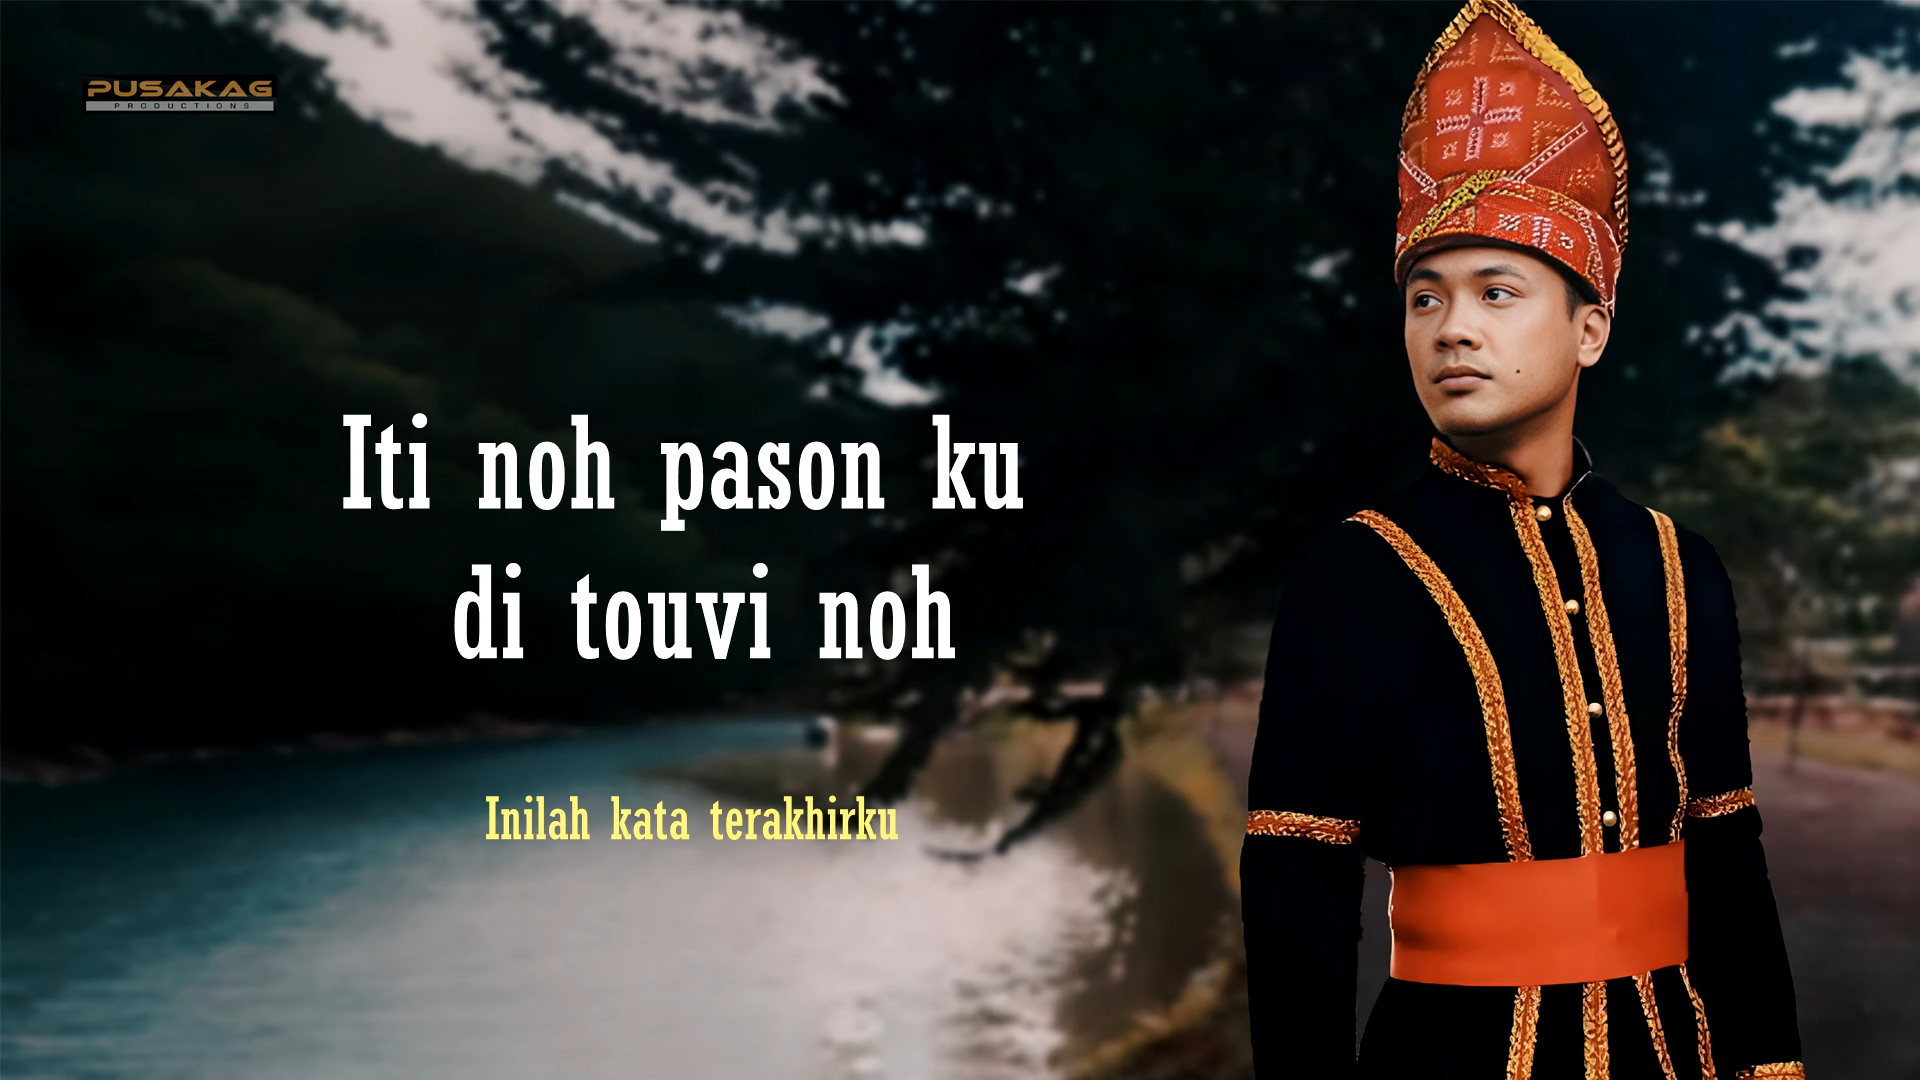 PUSAKAG
PRODUCTIONS
Iti noh pason ku
di touvi noh
Inilah kata terakhirku